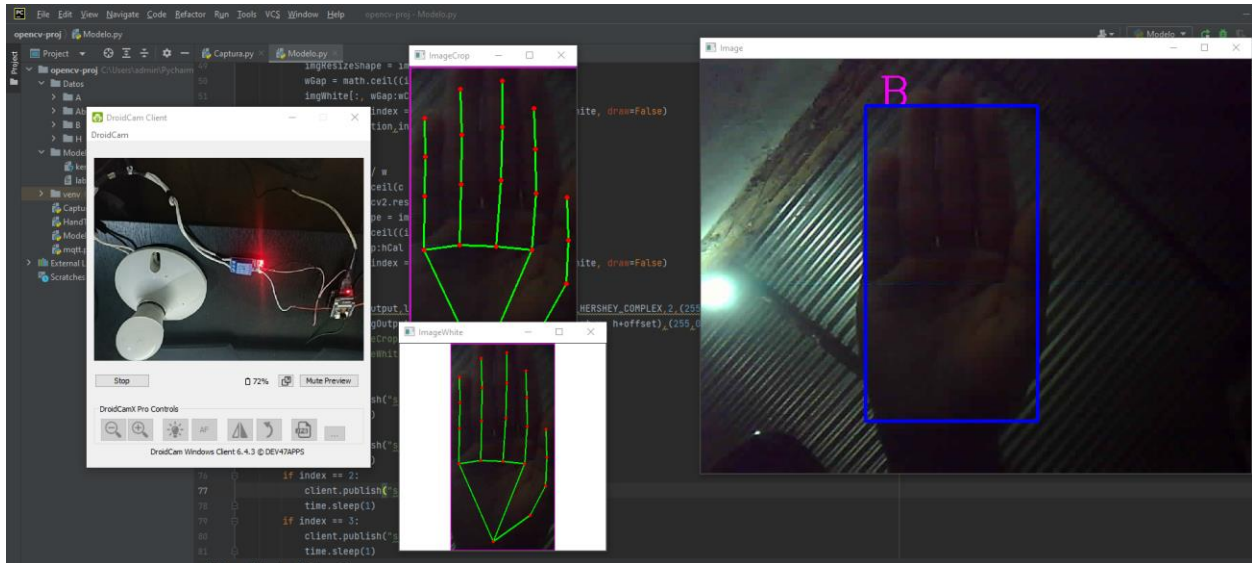 File Edit View Navigate Code Refactor Run Tools VCS Window Help opencv-proj - Modelo.py
opencv-proj Modelo.py
Modelo
Project
Project
Captura.py
Modelo.py
opencv-proj C:\Users\admin\Pycharm
Datos
A
B
H
venv
External L
Scratches
50
51
76
77
78
79
80
81
imgResizeShape = im
wGap = math.ceil((i
imgWhite[:, wGap:wC
index =
ite, draw=False)
/ w
ceil(c
cv2.res
pe = im
ceil((i
p:hCal
index =
ite, draw=False)
HERSHEY_COMPLEX,2,(255
h+offset),(255,0
if index == 2:
client.publish("s
time.sleep(1)
if index == 3:
client.publish("s
time.sleep(1)
DroidCam Client
DroidCam
Stop
72%
Mute Preview
DroidCamX Pro Controls
AF
...
DroidCam Windows Client 6.4.3 © DEV47APPS
ImageCrop
ImageWhite
Image
B